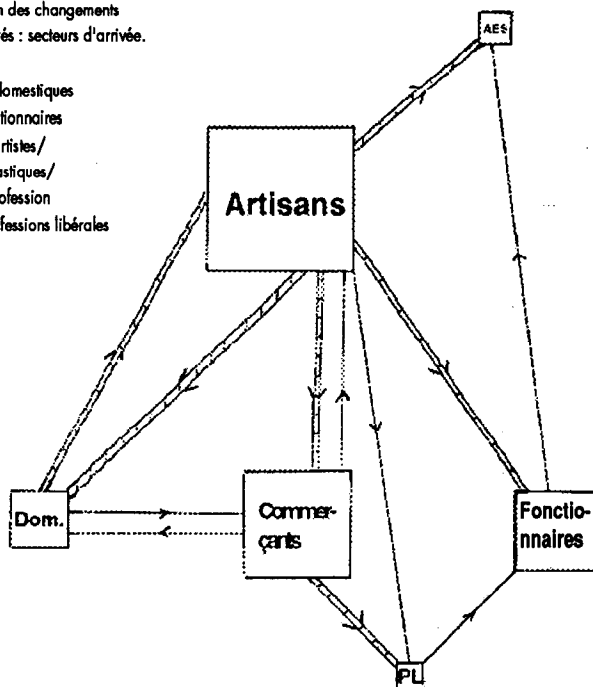 n des changements
és : secteurs d'arrivée.
lomestiques
tionnaires
rtistes/
astiques/
ofession
fessions libérales
AES
Artisans
Dom.
Commer-
çants
Fonctio-
nnaires
PL